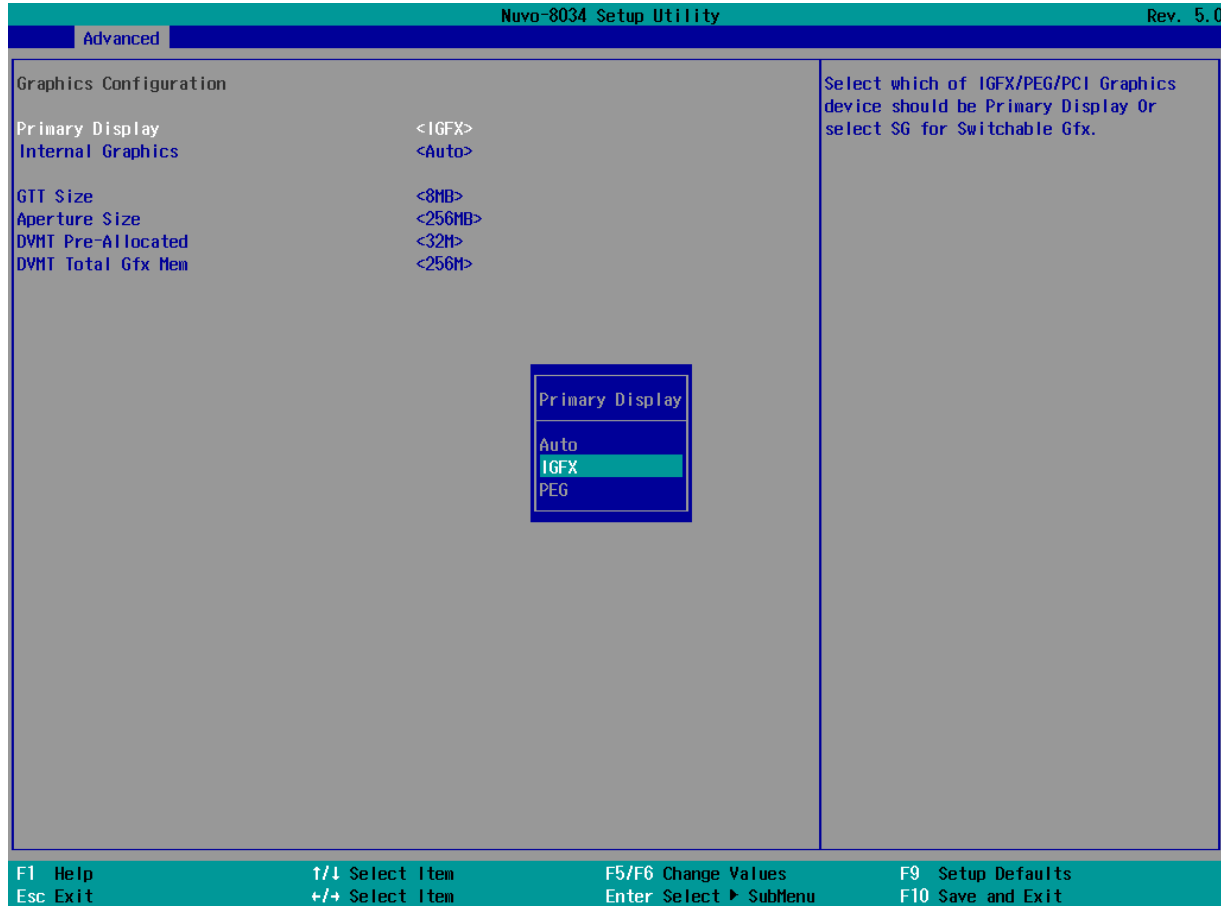 Nuvo-8034 Setup Utility Rev. 5.0
Advanced
Graphics Configuration
Primary Display <IGFX>
Internal Graphics <Auto>
GTT Size <8MB>
Aperture Size <256MB>
DVMT Pre-Allocated <32M>
DVMT Total Gfx Mem <256M>
Select which of IGFX/PEG/PCI Graphics
device should be Primary Display Or
select SG for Switchable Gfx.
Primary Display
Auto
IGFX
PEG
F1 Help ↑/↓ Select Item F5/F6 Change Values F9 Setup Defaults
Esc Exit ←/→ Select Item Enter Select ▶ SubMenu F10 Save and Exit